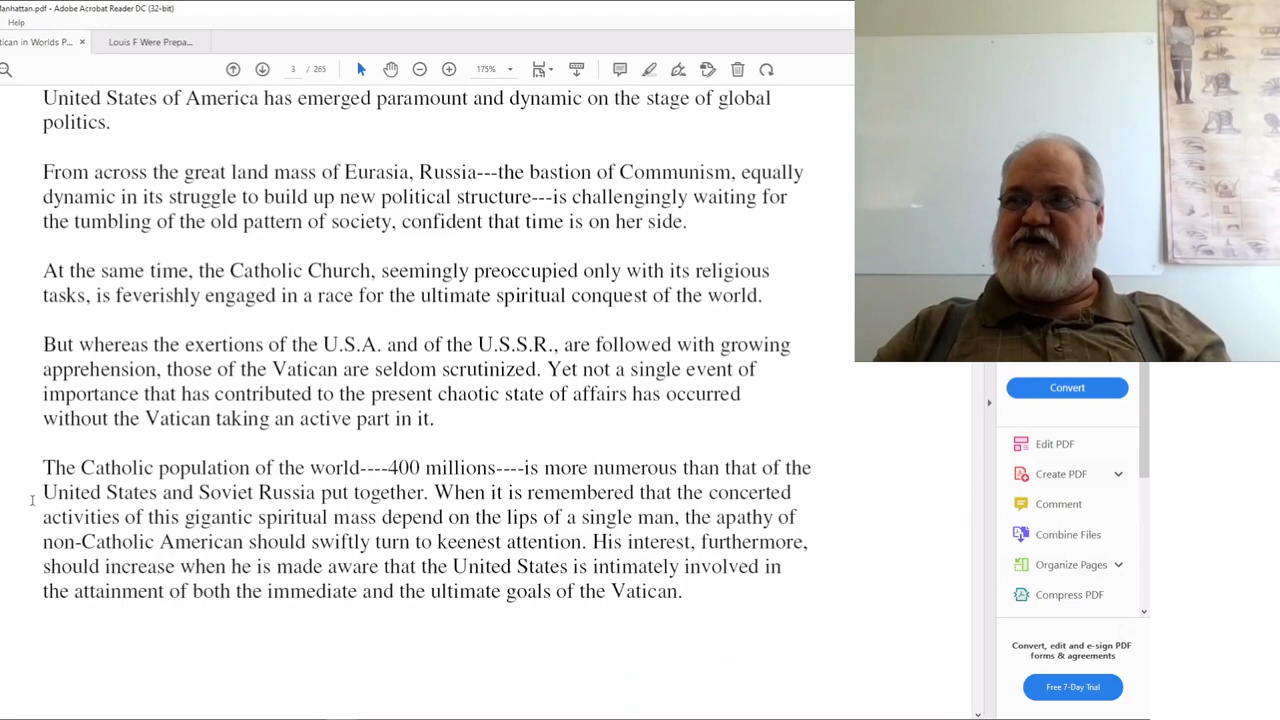 Manhattan.pdf - Adobe Acrobat Reader DC (32-bit)
Help
tican in Worlds P... × Louis F Were Prepa...
3 / 265 175%
United States of America has emerged paramount and dynamic on the stage of global
politics.
From across the great land mass of Eurasia, Russia---the bastion of Communism, equally
dynamic in its struggle to build up new political structure---is challengingly waiting for
the tumbling of the old pattern of society, confident that time is on her side.
At the same time, the Catholic Church, seemingly preoccupied only with its religious
tasks, is feverishly engaged in a race for the ultimate spiritual conquest of the world.
But whereas the exertions of the U.S.A. and of the U.S.S.R., are followed with growing
apprehension, those of the Vatican are seldom scrutinized. Yet not a single event of
importance that has contributed to the present chaotic state of affairs has occurred
without the Vatican taking an active part in it.
The Catholic population of the world----400 millions----is more numerous than that of the
United States and Soviet Russia put together. When it is remembered that the concerted
activities of this gigantic spiritual mass depend on the lips of a single man, the apathy of
non-Catholic American should swiftly turn to keenest attention. His interest, furthermore,
should increase when he is made aware that the United States is intimately involved in
the attainment of both the immediate and the ultimate goals of the Vatican.
Convert
Edit PDF
Create PDF
Comment
Combine Files
Organize Pages
Compress PDF
Convert, edit and e-sign PDF
forms & agreements
Free 7-Day Trial